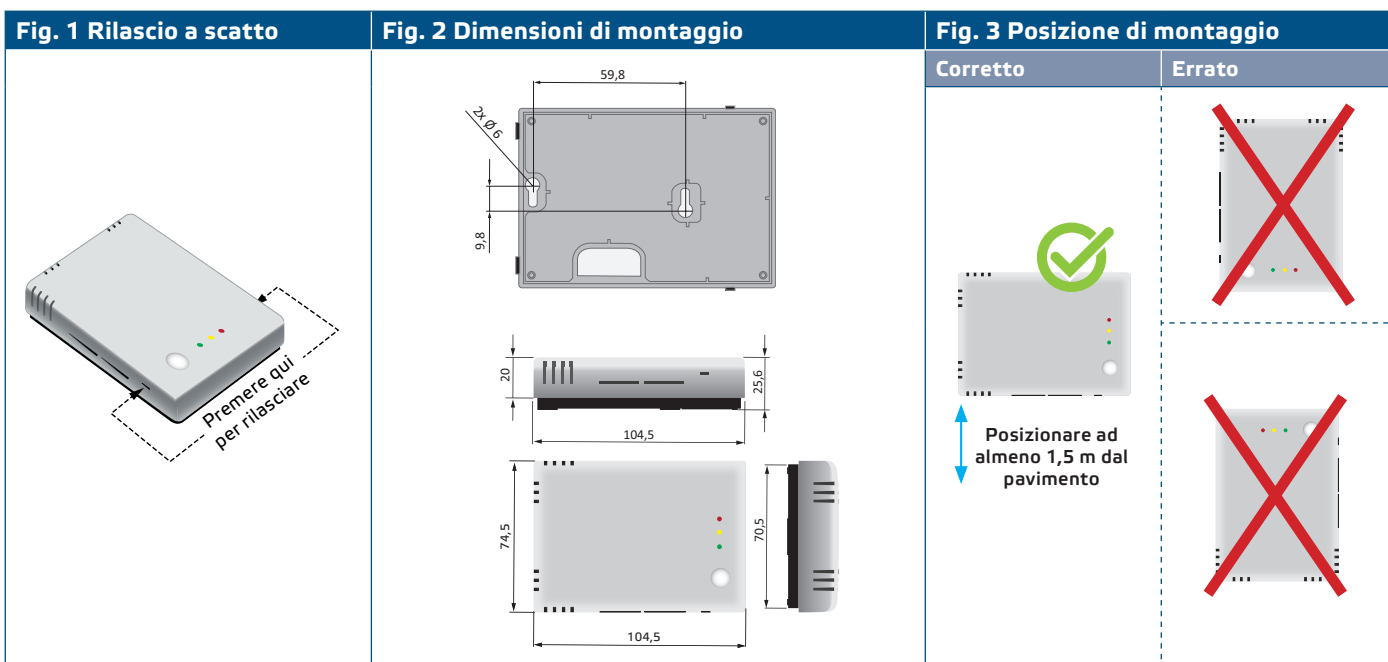 Fig. 1 Rilascio a scatto
Premere qui
per rilasciare
Fig. 2 Dimensioni di montaggio
59,8
2x Ø 6
9,8
20
25,6
104,5
74,5
70,5
104,5
Fig. 3 Posizione di montaggio
Corretto
Errato
Posizionare ad
almeno 1,5 m dal
pavimento